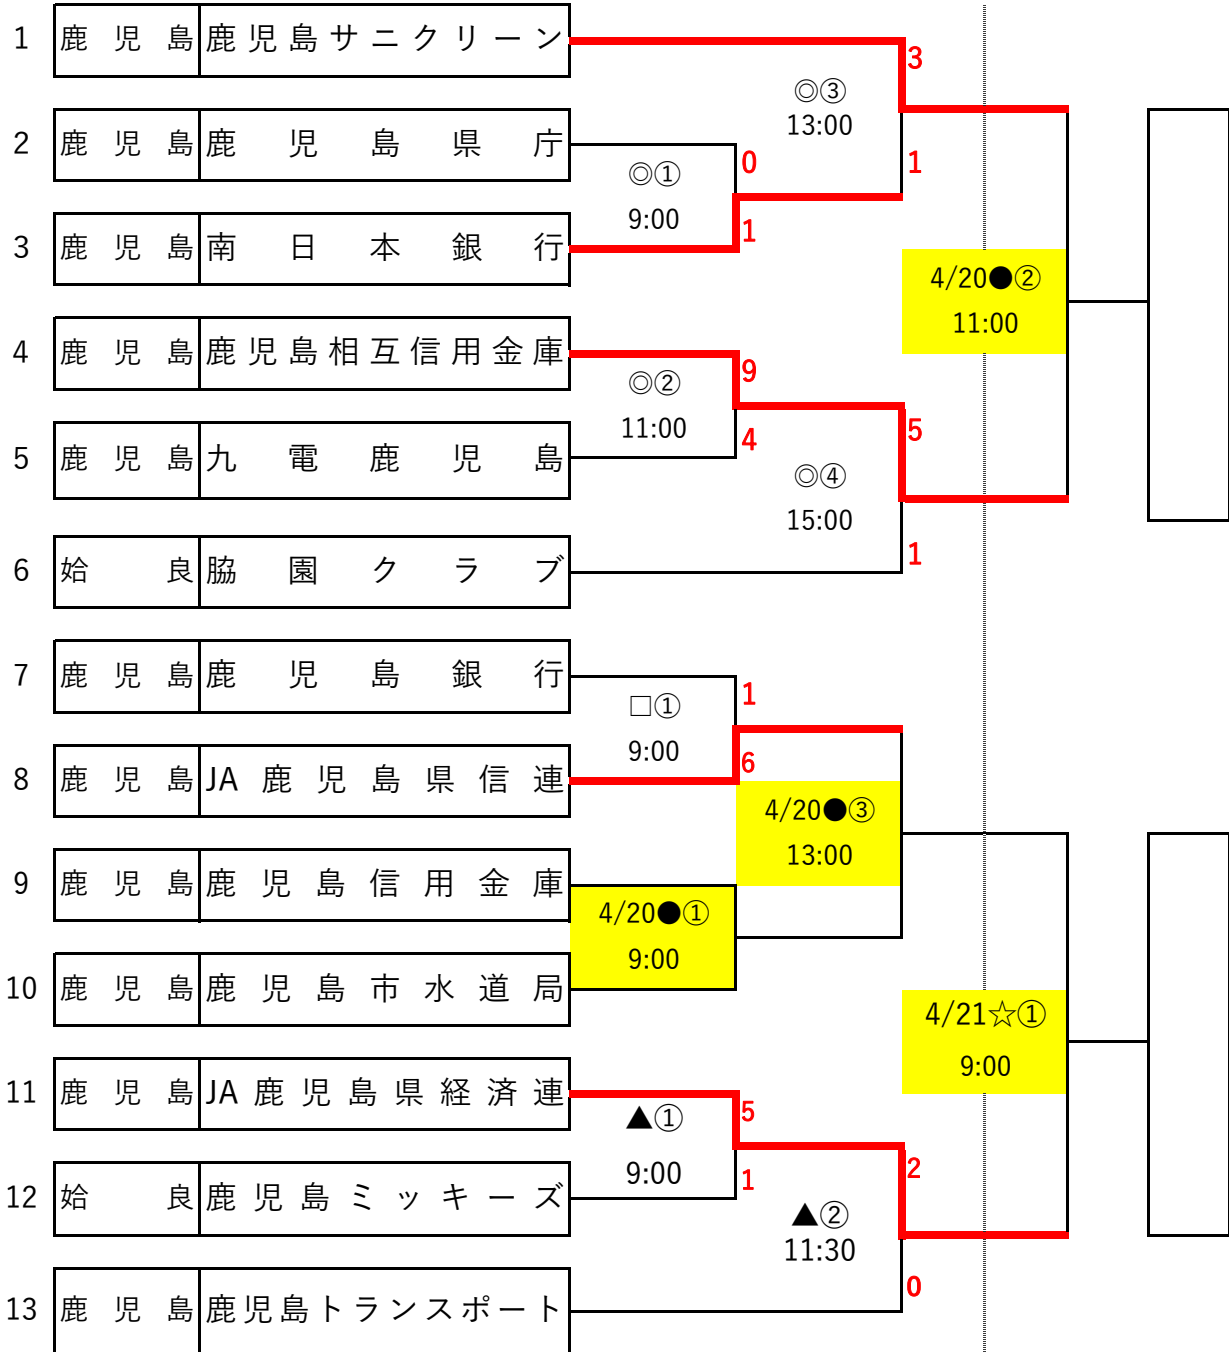 1 鹿児島 鹿児島サニクリーン
3
◎③
13:00
2 鹿児島 鹿児島県庁
0
1
◎①
9:00
1
3 鹿児島 南日本銀行
4/20●②
11:00
4 鹿児島 鹿児島相互信用金庫
9
◎②
11:00
4
5
5 鹿児島 九電鹿児島
◎④
15:00
1
6 姶良 脇園クラブ
7 鹿児島 鹿児島銀行
1
□①
9:00
6
8 鹿児島 JA鹿児島県信連
4/20●③
13:00
9 鹿児島 鹿児島信用金庫
4/20●①
9:00
10 鹿児島 鹿児島市水道局
4/21☆①
9:00
11 鹿児島 JA鹿児島県経済連
5
▲①
9:00
1
2
12 姶良 鹿児島ミッキーズ
▲②
11:30
0
13 鹿児島 鹿児島トランスポート